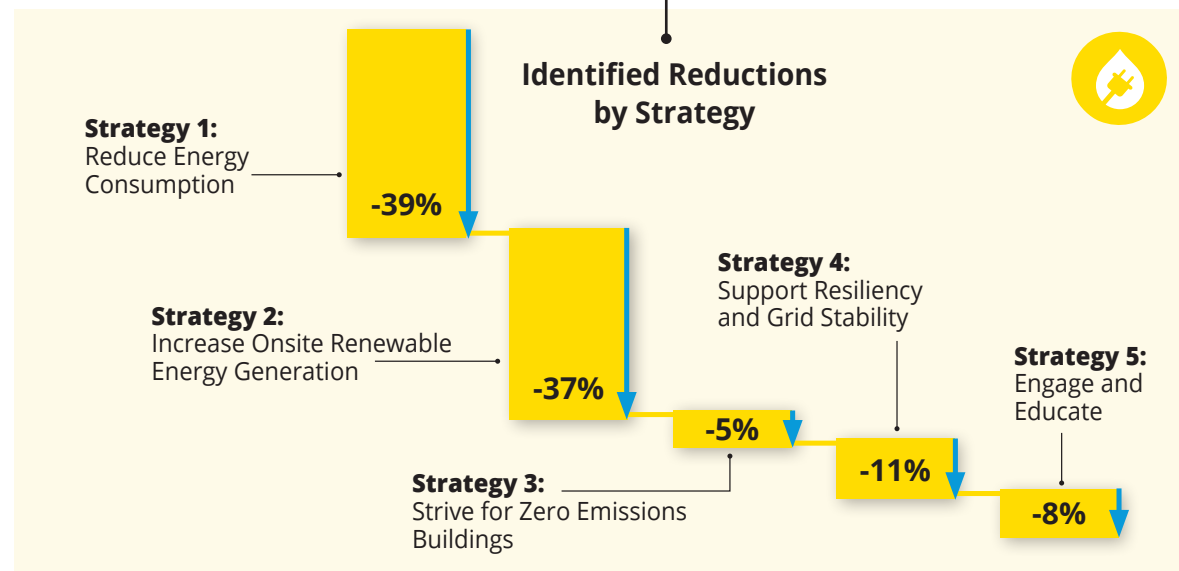 Identified Reductions
by Strategy
Strategy 1:
Reduce Energy
Consumption
-39%
Strategy 2:
Increase Onsite Renewable
Energy Generation
-37%
Strategy 3:
Strive for Zero Emissions
Buildings
-5%
Strategy 4:
Support Resiliency
and Grid Stability
-11%
Strategy 5:
Engage and
Educate
-8%